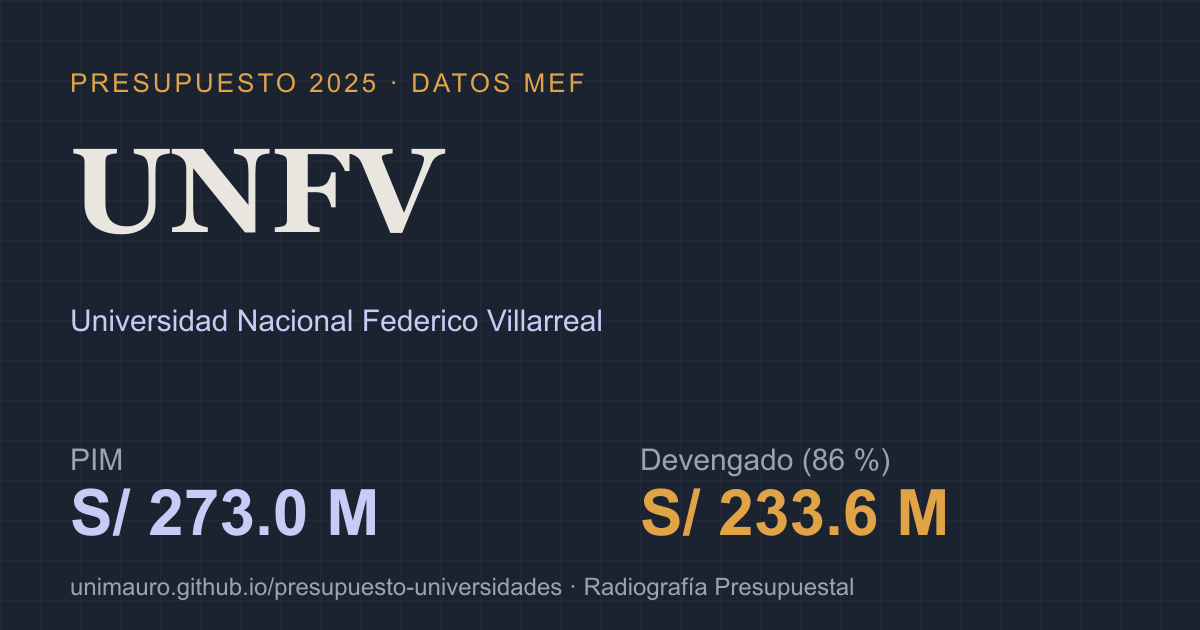 PRESUPUESTO 2025 · DATOS MEF
UNFV
Universidad Nacional Federico Villarreal
PIM
S/ 273.0 M
Devengado (86 %)
S/ 233.6 M
unimauro.github.io/presupuesto-universidades · Radiografía Presupuestal